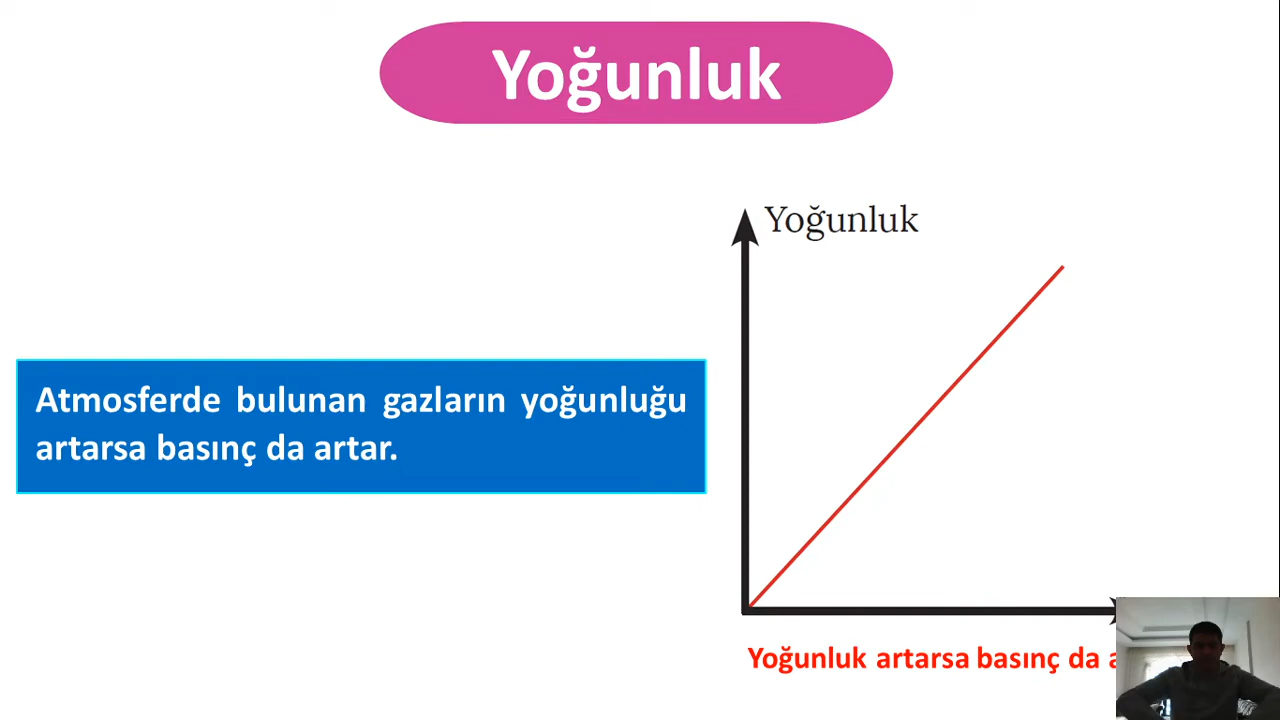 Yoğunluk
Yoğunluk
Atmosferde bulunan gazların yoğunluğu
artarsa basınç da artar.
Yoğunluk artarsa basınç da